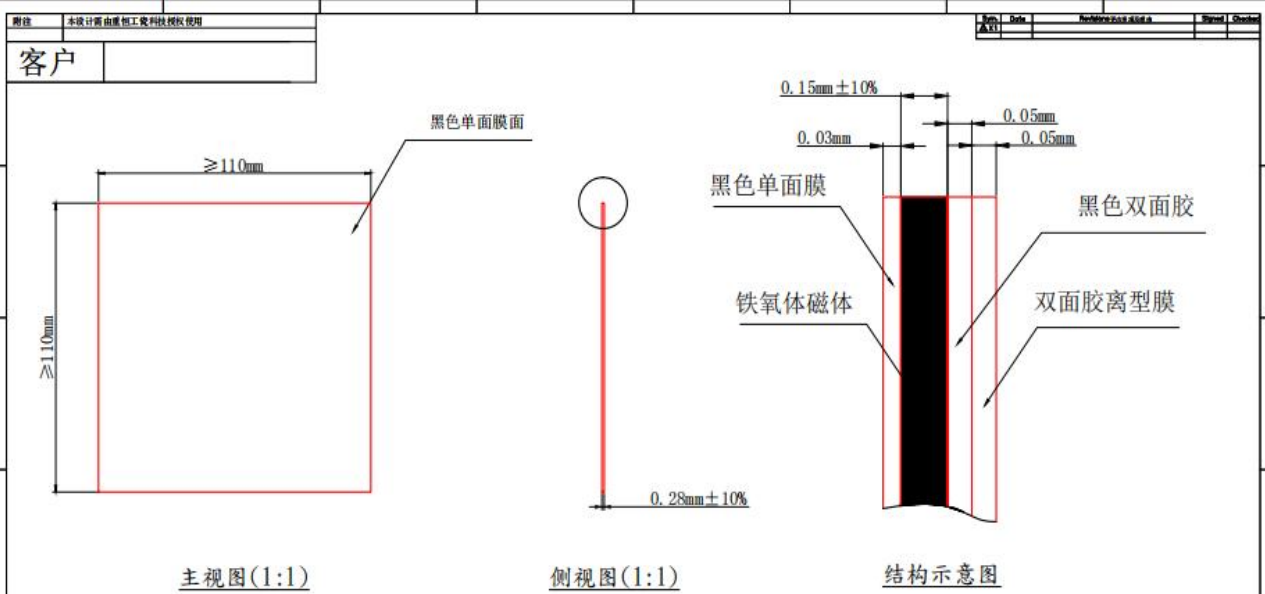 附注 本设计需由重恒工瓷科技授权使用
Sym. Date Revisions Signed Checked
X1
客户
0.15mm±10%
0.05mm
黑色单面膜面
0.03mm
0.05mm
≥110mm
黑色单面膜
黑色双面胶
铁氧体磁体
双面胶离型膜
≥110mm
0.28mm±10%
主视图(1:1)
侧视图(1:1)
结构示意图